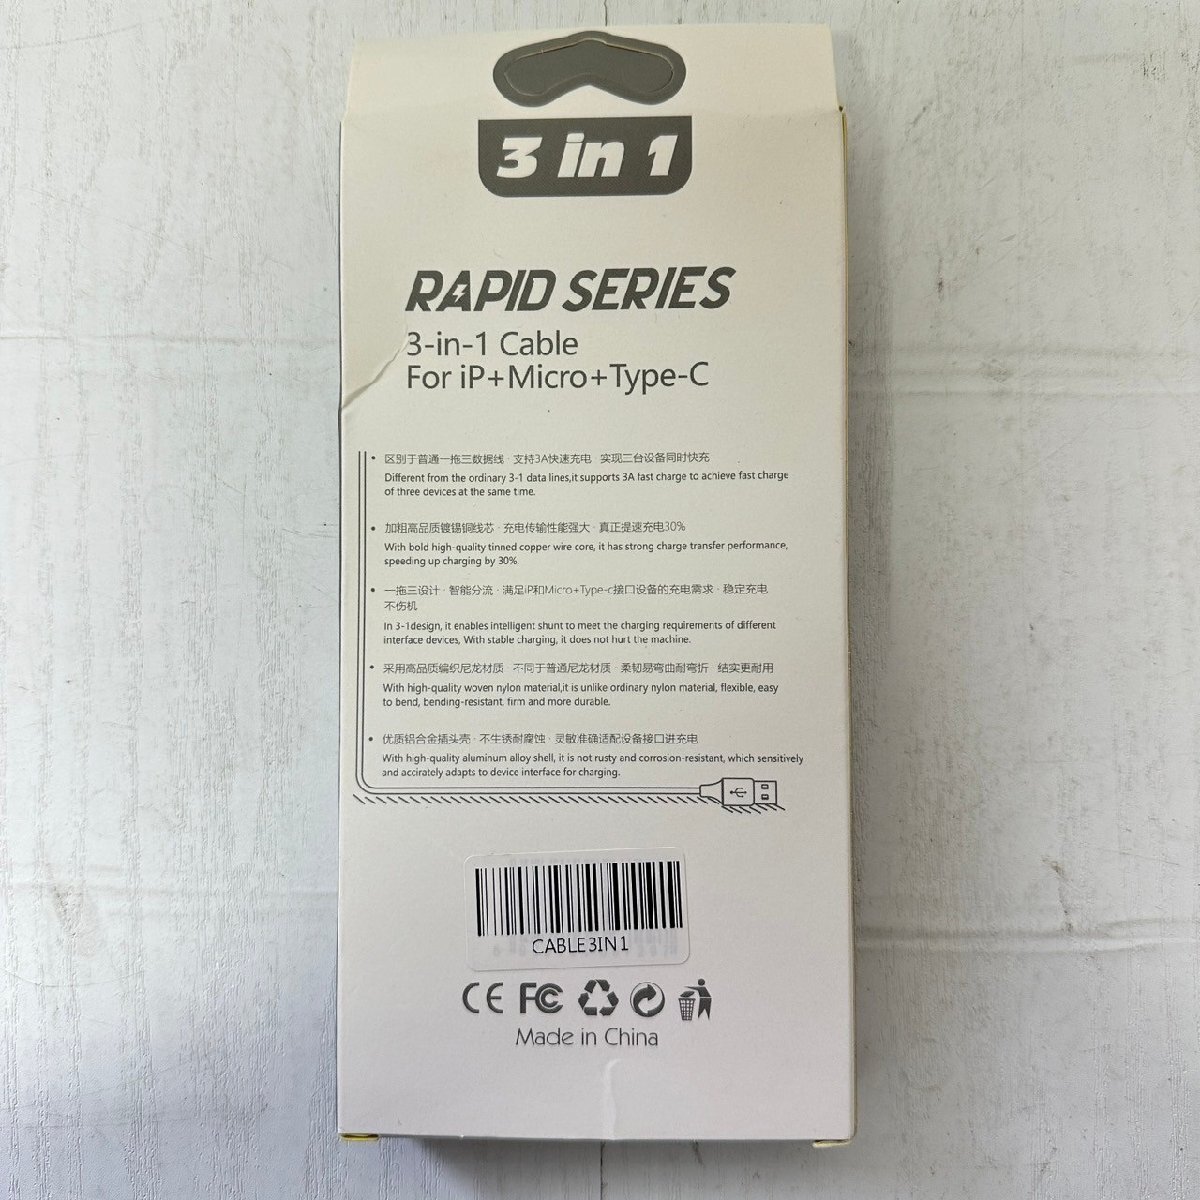 3 in 1
RAPID SERIES
3-in-1 Cable
For iP+Micro+Type-C
• 区别于普通一拖三数据线 · 支持3A快速充电 · 实现三台设备同时快充
Different from the ordinary 3-1 data lines,it supports 3A fast charge to achieve fast charge
of three devices at the same time.
• 加粗高品质镀锡铜线芯 · 充电传输性能强大 · 真正提速充电30%
With bold high-quality tinned copper wire core, it has strong charge transfer performance,
speeding up charging by 30%
• 一拖三设计 · 智能分流 · 满足iP和Micro+Type-c接口设备的充电需求 · 稳定充电
不伤机
In 3-1design, it enables intelligent shunt to meet the charging requirements of different
interface devices, With stable charging, it does not hurt the machine.
• 采用高品质编织尼龙材质 · 不同于普通尼龙材质 · 柔韧易弯曲耐弯折 · 结实更耐用
With high-quality woven nylon material,it is unlike ordinary nylon material, flexible, easy
to bend, bending-resistant, firm and more durable.
• 优质铝合金插头壳 · 不生锈耐腐蚀 · 灵敏准确适配设备接口进充电
With high-quality aluminum alloy shell, it is not rusty and corrosion-resistant, which sensitively
and accirately adapts to device interface for charging.
CABLE3IN1
CE FC
Made in China